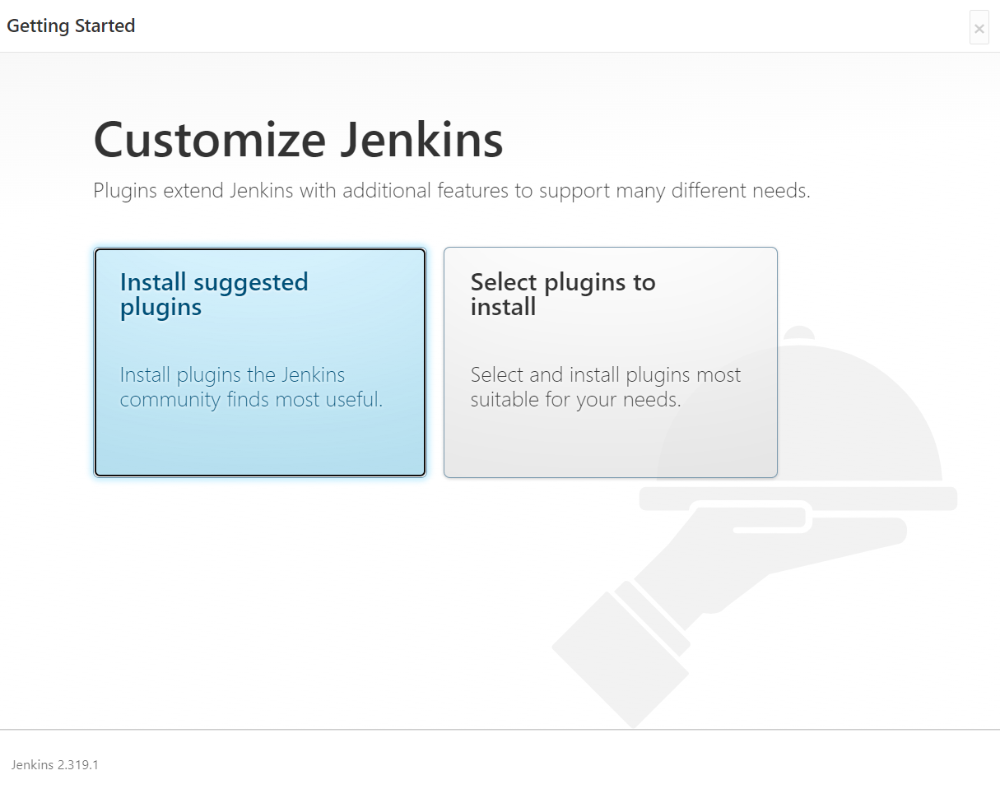 Getting Started
×
Customize Jenkins
Plugins extend Jenkins with additional features to support many different needs.
Install suggested
plugins
Install plugins the Jenkins
community finds most useful.
Select plugins to
install
Select and install plugins most
suitable for your needs.
Jenkins 2.319.1